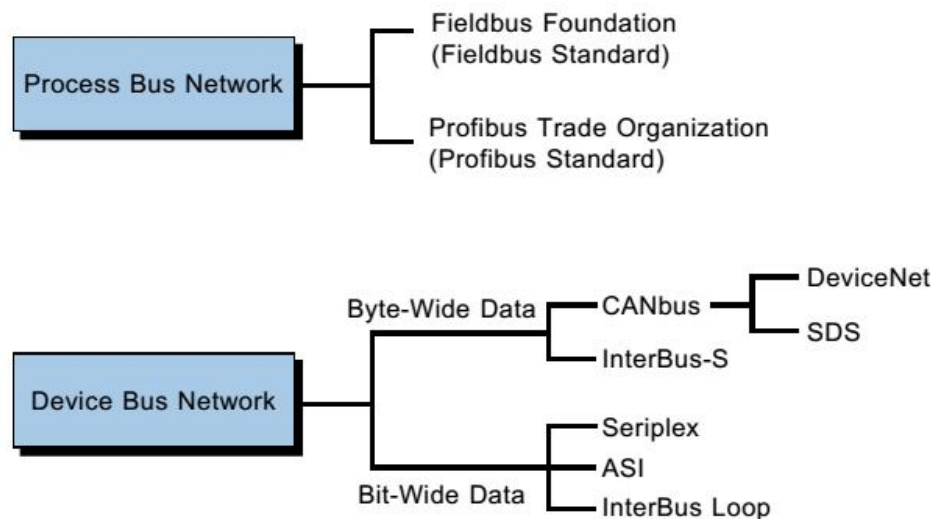 Fieldbus Foundation
(Fieldbus Standard)
Process Bus Network
Profibus Trade Organization
(Profibus Standard)
DeviceNet
Byte-Wide Data
CANbus
SDS
InterBus-S
Device Bus Network
Seriplex
ASI
Bit-Wide Data
InterBus Loop